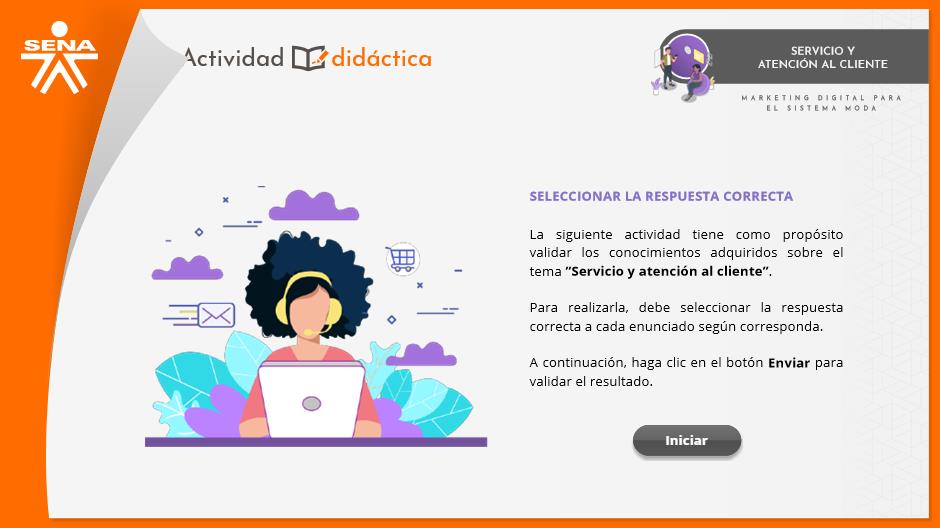 SENA
Actividad didáctica
SERVICIO Y
ATENCIÓN AL CLIENTE
MARKETING DIGITAL PARA
EL SISTEMA MODA
SELECCIONAR LA RESPUESTA CORRECTA
La siguiente actividad tiene como propósito
validar los conocimientos adquiridos sobre el
tema “Servicio y atención al cliente”.
Para realizarla, debe seleccionar la respuesta
correcta a cada enunciado según corresponda.
A continuación, haga clic en el botón Enviar para
validar el resultado.
Iniciar